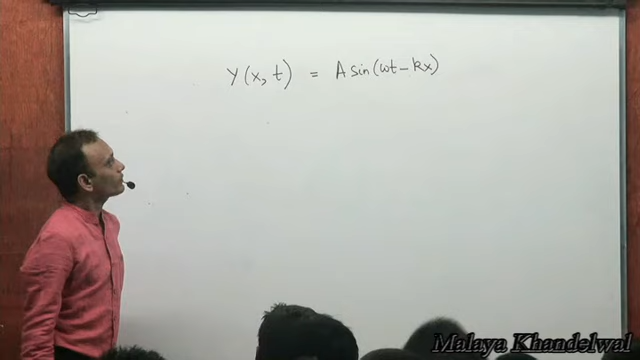 Y(x, t) = A sin(ωt - kx)
Malaya Khandelwal